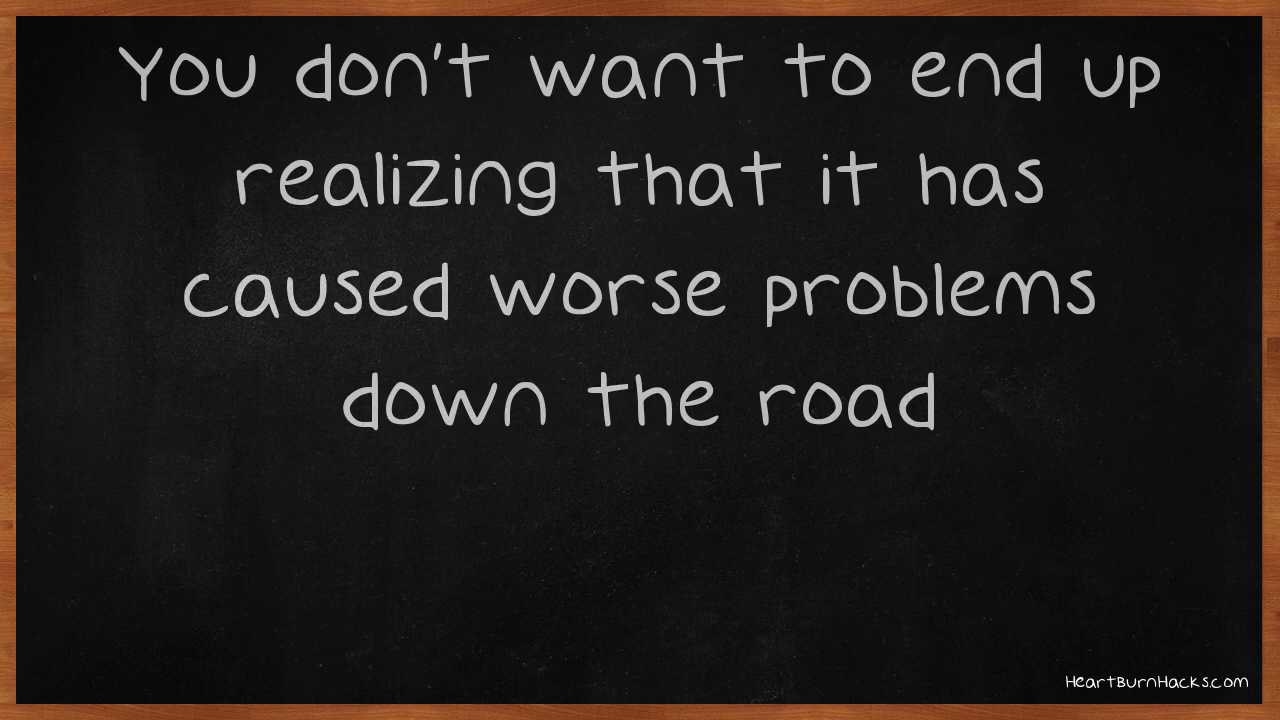 You don't want to end up
realizing that it has
caused worse problems
down the road
HeartBurnHacks.com